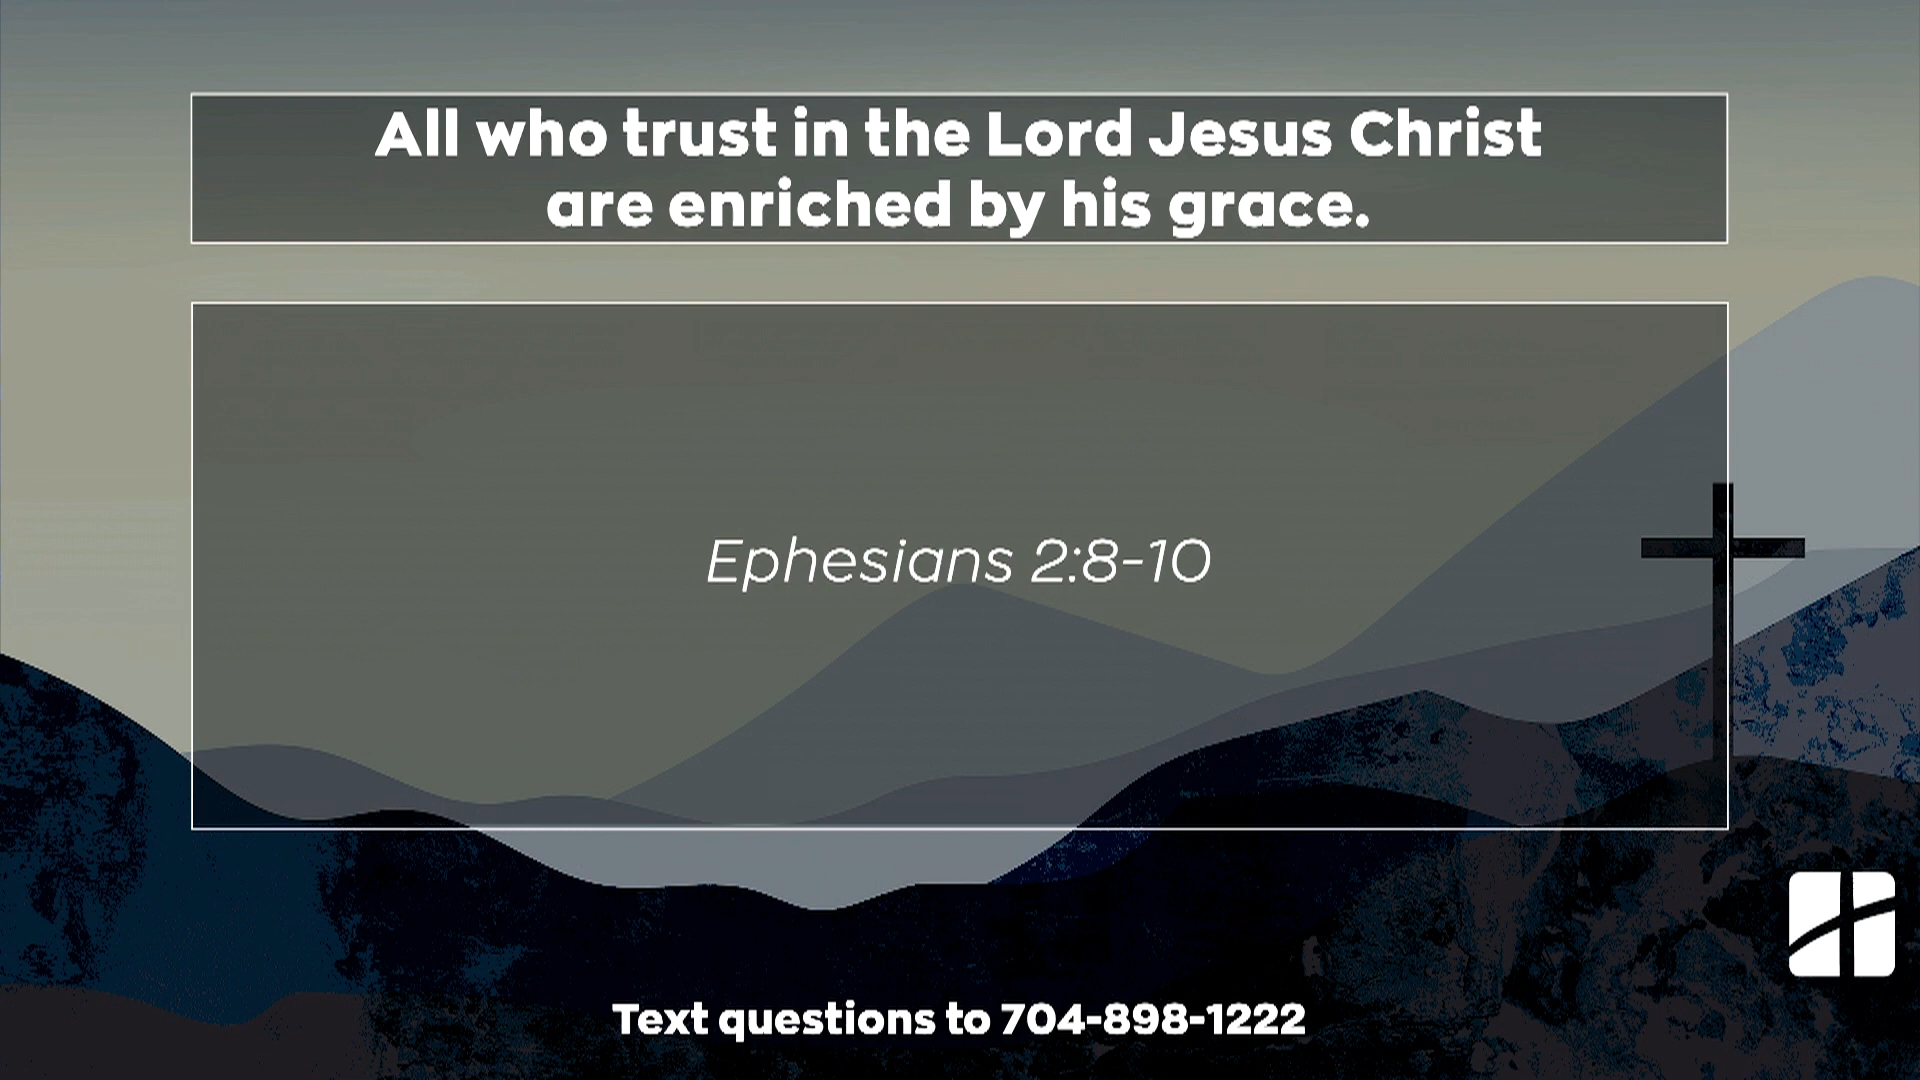 All who trust in the Lord Jesus Christ
are enriched by his grace.
Ephesians 2:8-10
Text questions to 704-898-1222